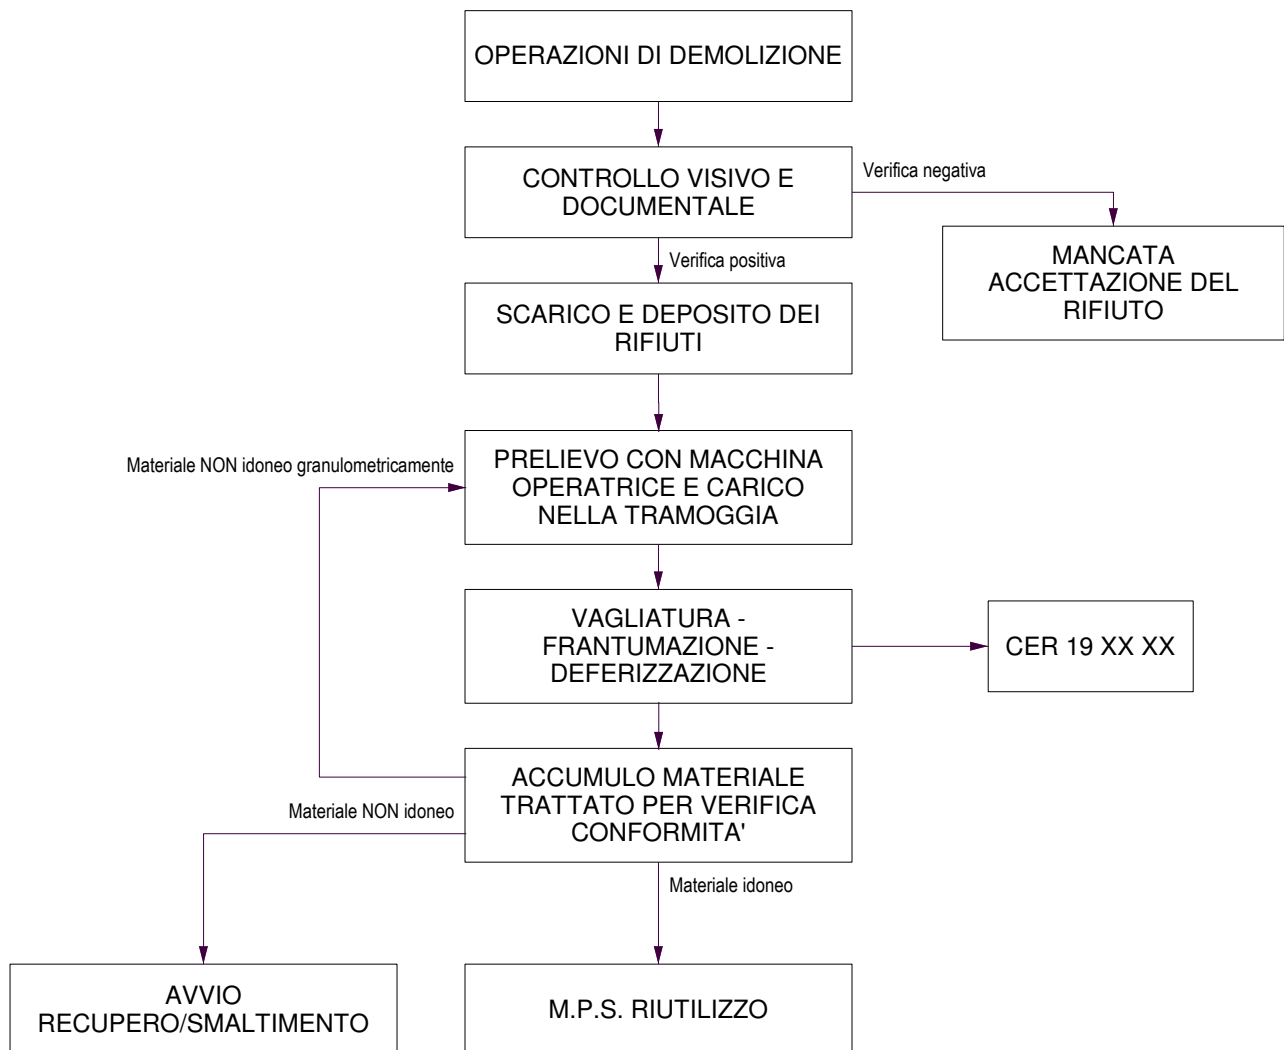 OPERAZIONI DI DEMOLIZIONE
CONTROLLO VISIVO E
DOCUMENTALE
Verifica negativa
MANCATA
ACCETTAZIONE DEL
RIFIUTO
Verifica positiva
SCARICO E DEPOSITO DEI
RIFIUTI
Materiale NON idoneo granulometricamente
PRELIEVO CON MACCHINA
OPERATRICE E CARICO
NELLA TRAMOGGIA
VAGLIATURA -
FRANTUMAZIONE -
DEFERIZZAZIONE
CER 19 XX XX
ACCUMULO MATERIALE
TRATTATO PER VERIFICA
CONFORMITA'
Materiale NON idoneo
Materiale idoneo
AVVIO
RECUPERO/SMALTIMENTO
M.P.S. RIUTILIZZO